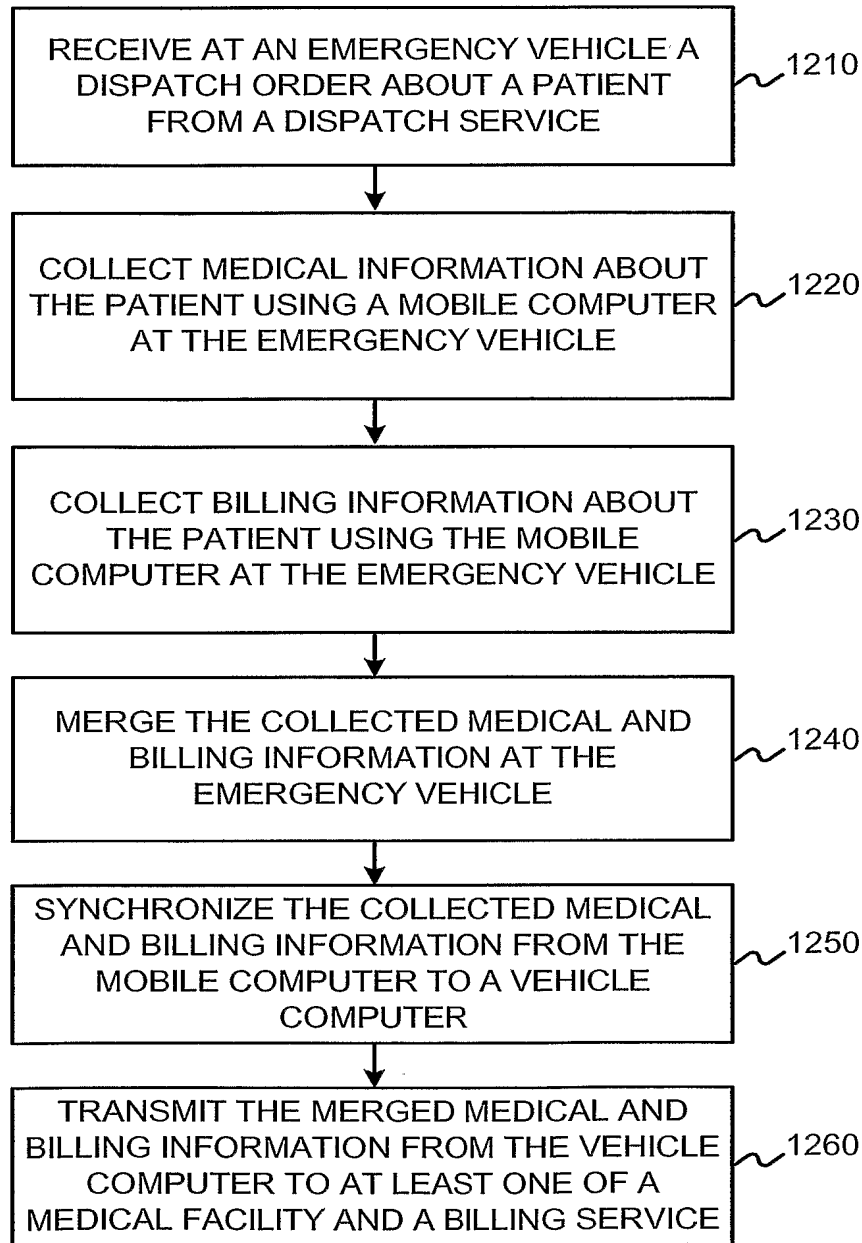 RECEIVE AT AN EMERGENCY VEHICLE A
DISPATCH ORDER ABOUT A PATIENT
FROM A DISPATCH SERVICE
1210
COLLECT MEDICAL INFORMATION ABOUT
THE PATIENT USING A MOBILE COMPUTER
AT THE EMERGENCY VEHICLE
1220
COLLECT BILLING INFORMATION ABOUT
THE PATIENT USING THE MOBILE
COMPUTER AT THE EMERGENCY VEHICLE
1230
MERGE THE COLLECTED MEDICAL AND
BILLING INFORMATION AT THE
EMERGENCY VEHICLE
1240
SYNCHRONIZE THE COLLECTED MEDICAL
AND BILLING INFORMATION FROM THE
MOBILE COMPUTER TO A VEHICLE
COMPUTER
1250
TRANSMIT THE MERGED MEDICAL AND
BILLING INFORMATION FROM THE VEHICLE
COMPUTER TO AT LEAST ONE OF A
MEDICAL FACILITY AND A BILLING SERVICE
1260